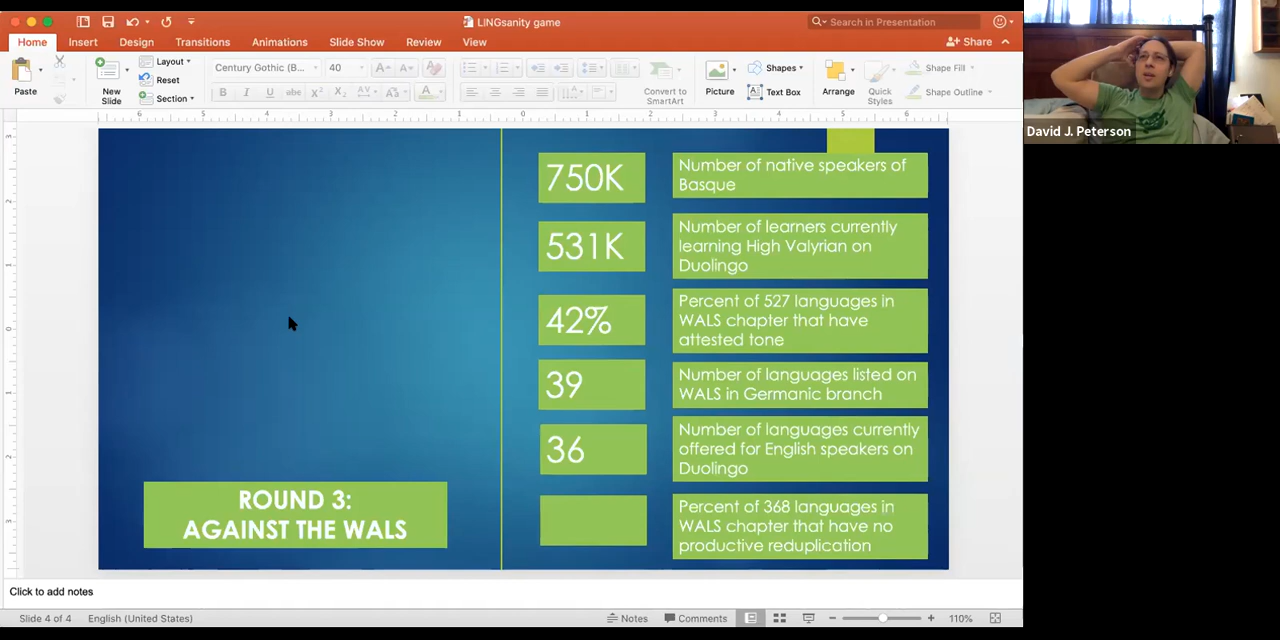 LINGsanity game
Search in Presentation
Home
Insert
Design
Transitions
Animations
Slide Show
Review
View
Share
Paste
New
Slide
Layout
Reset
Section
Century Gothic (B...
40
Convert to
SmartArt
Picture
Shapes
Text Box
Arrange
Quick
Styles
Shape Fill
Shape Outline
David J. Peterson
750K
Number of native speakers of
Basque
531K
Number of learners currently
learning High Valyrian on
Duolingo
42%
Percent of 527 languages in
WALS chapter that have
attested tone
39
Number of languages listed on
WALS in Germanic branch
36
Number of languages currently
offered for English speakers on
Duolingo
Percent of 368 languages in
WALS chapter that have no
productive reduplication
ROUND 3:
AGAINST THE WALS
Click to add notes
Slide 4 of 4
English (United States)
Notes
Comments
110%